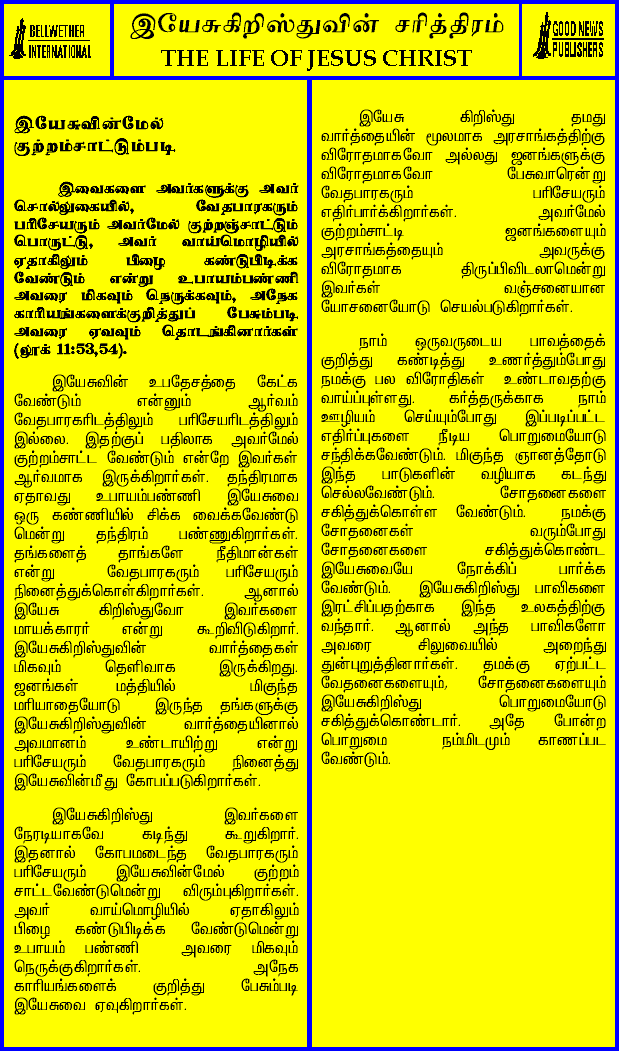 BELLWETHER
INTERNATIONAL
இயேசுகிறிஸ்துவின் சரித்திரம்
THE LIFE OF JESUS CHRIST
GOOD NEWS
PUBLISHERS
இயேசுவின்மேல்
குற்றம்சாட்டும்படி
இவைகளை அவர்களுக்கு அவர்
சொல்லுகையில், வேதபாரகரும்
பரிசேயரும் அவர்மேல் குற்றஞ்சாட்டும்
பொருட்டு, அவர் வாய்மொழியில்
ஏதாகிலும் பிழை கண்டுபிடிக்க
வேண்டும் என்று உபாயம்பண்ணி
அவரை மிகவும் நெருக்கவும், அநேக
காரியங்களைக்குறித்துப் பேசும்படி
அவரை ஏவவும் தொடங்கினார்கள்
(லூக் 11:53,54).
இயேசுவின் உபதேசத்தை கேட்க
வேண்டும் என்னும் ஆர்வம்
வேதபாரகரிடத்திலும் பரிசேயரிடத்திலும்
இல்லை. இதற்குப் பதிலாக அவர்மேல்
குற்றம்சாட்ட வேண்டும் என்றே இவர்கள்
ஆர்வமாக இருக்கிறார்கள். தந்திரமாக
ஏதாவது உபாயம்பண்ணி இயேசுவை
ஒரு கண்ணியில் சிக்க வைக்கவேண்டு
மென்று தந்திரம் பண்ணுகிறார்கள்.
தங்களைத் தாங்களே நீதிமான்கள்
என்று வேதபாரகரும் பரிசேயரும்
நினைத்துக்கொள்கிறார்கள். ஆனால்
இயேசு கிறிஸ்துவோ இவர்களை
மாயக்காரர் என்று கூறிவிடுகிறார்.
இயேசுகிறிஸ்துவின் வார்த்தைகள்
மிகவும் தெளிவாக இருக்கிறது.
ஜனங்கள் மத்தியில் மிகுந்த
மரியாதையோடு இருந்த தங்களுக்கு
இயேசுகிறிஸ்துவின் வார்த்தையினால்
அவமானம் உண்டாயிற்று என்று
பரிசேயரும் வேதபாரகரும் நினைத்து
இயேசுவின்மீது கோபப்படுகிறார்கள்.
இயேசுகிறிஸ்து இவர்களை
நேரடியாகவே கடிந்து கூறுகிறார்.
இதனால் கோபமடைந்த வேதபாரகரும்
பரிசேயரும் இயேசுவின்மேல் குற்றம்
சாட்டவேண்டுமென்று விரும்புகிறார்கள்.
அவர் வாய்மொழியில் ஏதாகிலும்
பிழை கண்டுபிடிக்க வேண்டுமென்று
உபாயம் பண்ணி அவரை மிகவும்
நெருக்குகிறார்கள். அநேக
காரியங்களைக் குறித்து பேசும்படி
இயேசுவை ஏவுகிறார்கள்.
இயேசு கிறிஸ்து தமது
வார்த்தையின் மூலமாக அரசாங்கத்திற்கு
விரோதமாகவோ அல்லது ஜனங்களுக்கு
விரோதமாகவோ பேசுவாரென்று
வேதபாரகரும் பரிசேயரும்
எதிர்பார்க்கிறார்கள். அவர்மேல்
குற்றம்சாட்டி ஜனங்களையும்
அரசாங்கத்தையும் அவருக்கு
விரோதமாக திருப்பிவிடலாமென்று
இவர்கள் வஞ்சனையான
யோசனையோடு செயல்படுகிறார்கள்.
நாம் ஒருவருடைய பாவத்தைக்
குறித்து கண்டித்து உணர்த்தும்போது
நமக்கு பல விரோதிகள் உண்டாவதற்கு
வாய்ப்புள்ளது. கர்த்தருக்காக நாம்
ஊழியம் செய்யும்போது இப்படிப்பட்ட
எதிர்ப்புகளை நீடிய பொறுமையோடு
சந்திக்கவேண்டும். மிகுந்த ஞானத்தோடு
இந்த பாடுகளின் வழியாக கடந்து
செல்லவேண்டும். சோதனைகளை
சகித்துக்கொள்ள வேண்டும். நமக்கு
சோதனைகள் வரும்போது
சோதனைகளை சகித்துக்கொண்ட
இயேசுவையே நோக்கிப் பார்க்க
வேண்டும். இயேசுகிறிஸ்து பாவிகளை
இரட்சிப்பதற்காக இந்த உலகத்திற்கு
வந்தார். ஆனால் அந்த பாவிகளோ
அவரை சிலுவையில் அறைந்து
துன்புறுத்தினார்கள். தமக்கு ஏற்பட்ட
வேதனைகளையும், சோதனைகளையும்
இயேசுகிறிஸ்து பொறுமையோடு
சகித்துக்கொண்டார். அதே போன்ற
பொறுமை நம்மிடமும் காணப்பட
வேண்டும்.